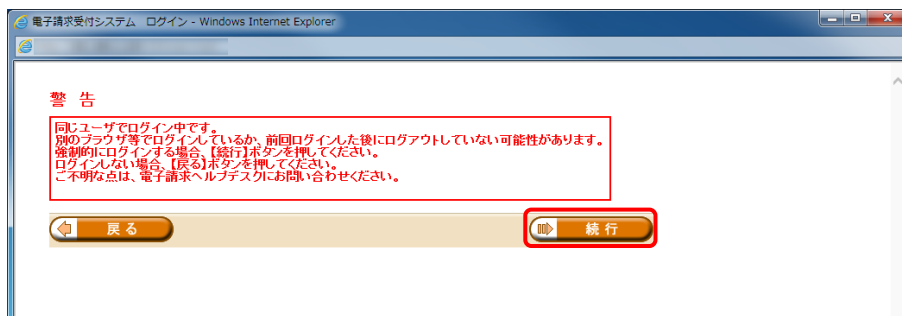 電子請求受付システム ログイン - Windows Internet Explorer
警 告
同じユーザでログイン中です。
別のブラウザ等でログインしているか、前回ログインした後にログアウトしていない可能性があります。
強制的にログインする場合、【続行】ボタンを押してください。
ログインしない場合、【戻る】ボタンを押してください。
ご不明な点は、電子請求ヘルプデスクにお問い合わせください。
戻る
続行